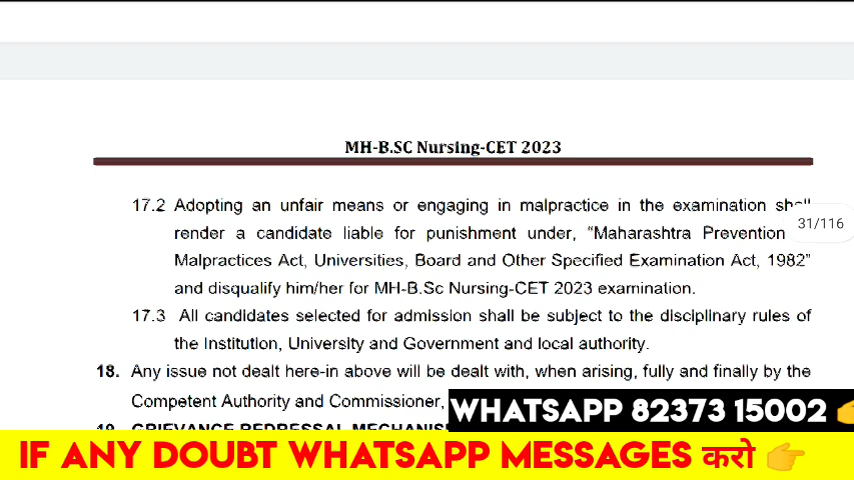 MH-B.SC Nursing-CET 2023
17.2 Adopting an unfair means or engaging in malpractice in the examination shall
31/116
render a candidate liable for punishment under, “Maharashtra Prevention
Malpractices Act, Universities, Board and Other Specified Examination Act, 1982”
and disqualify him/her for MH-B.Sc Nursing-CET 2023 examination.
17.3 All candidates selected for admission shall be subject to the disciplinary rules of
the Institution, University and Government and local authority.
18. Any issue not dealt here-in above will be dealt with, when arising, fully and finally by the
Competent Authority and Commissioner,
WHATSAPP 82373 15002 👉
19. GRIEVANCE REDRESSAL MECHANISM
IF ANY DOUBT WHATSAPP MESSAGES करो 👉